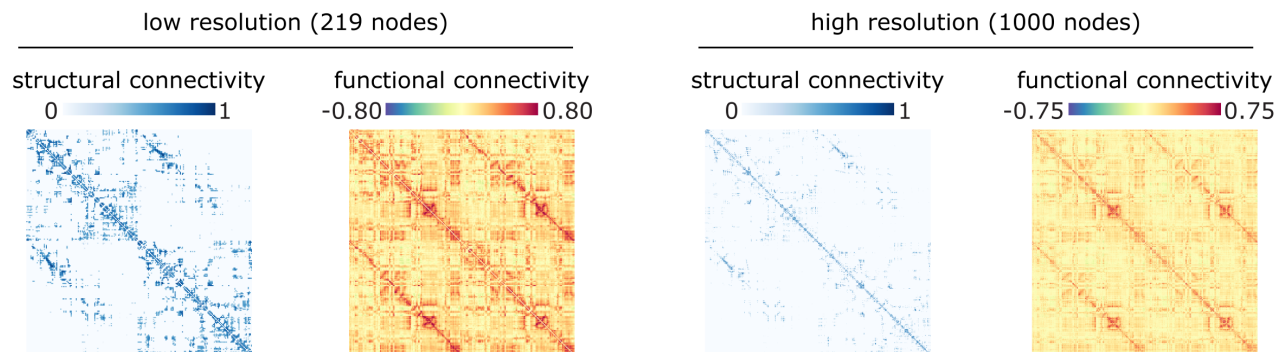 low resolution (219 nodes)
high resolution (1000 nodes)
structural connectivity
functional connectivity
structural connectivity
functional connectivity
0 1
-0.80 0.80
0 1
-0.75 0.75